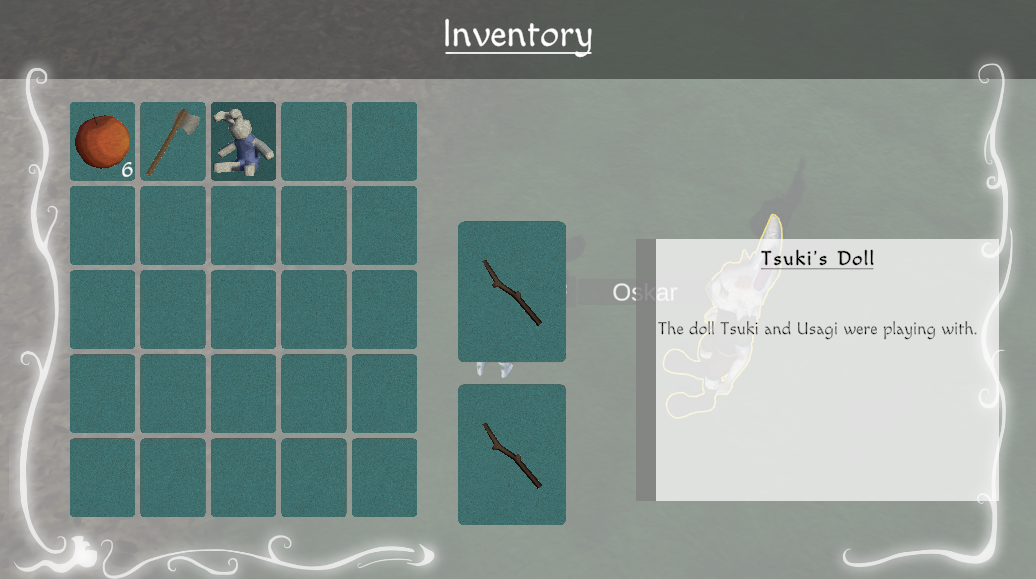 Inventory
6
Oskar
Tsuki's Doll
The doll Tsuki and Usagi were playing with.